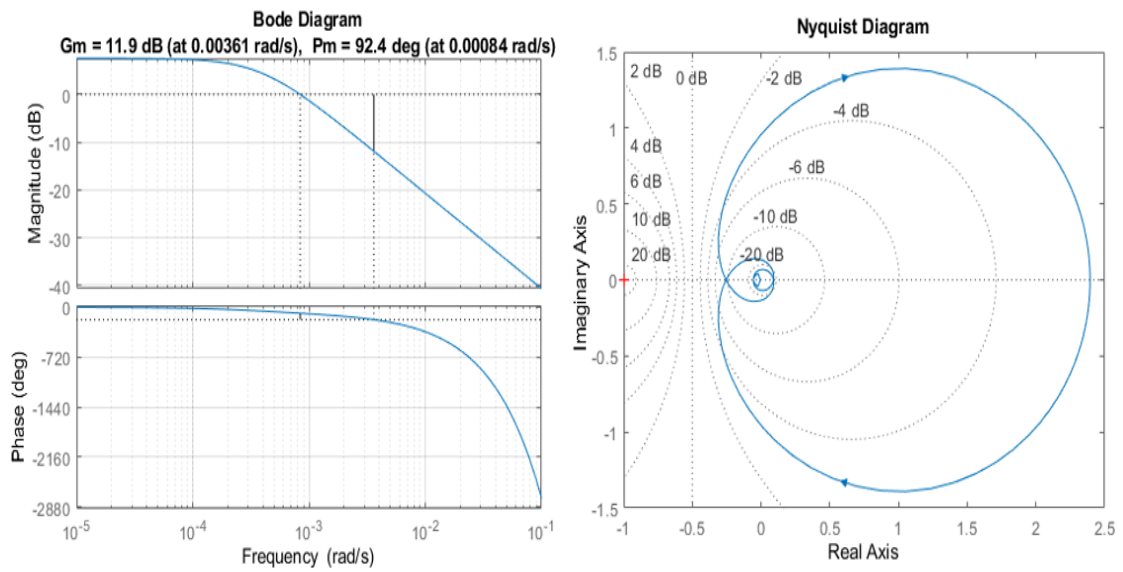 Bode Diagram
Gm = 11.9 dB (at 0.00361 rad/s), Pm = 92.4 deg (at 0.00084 rad/s)
Magnitude (dB)
0
-10
-20
-30
-40
Phase (deg)
0
-720
-1440
-2160
-2880
10^-5
10^-4
10^-3
10^-2
10^-1
Frequency (rad/s)
Nyquist Diagram
Imaginary Axis
1.5
1
0.5
0
-0.5
-1
-1.5
2 dB
0 dB
-2 dB
-4 dB
4 dB
-6 dB
6 dB
10 dB
-10 dB
20 dB
-20 dB
-1
-0.5
0
0.5
1
1.5
2
2.5
Real Axis